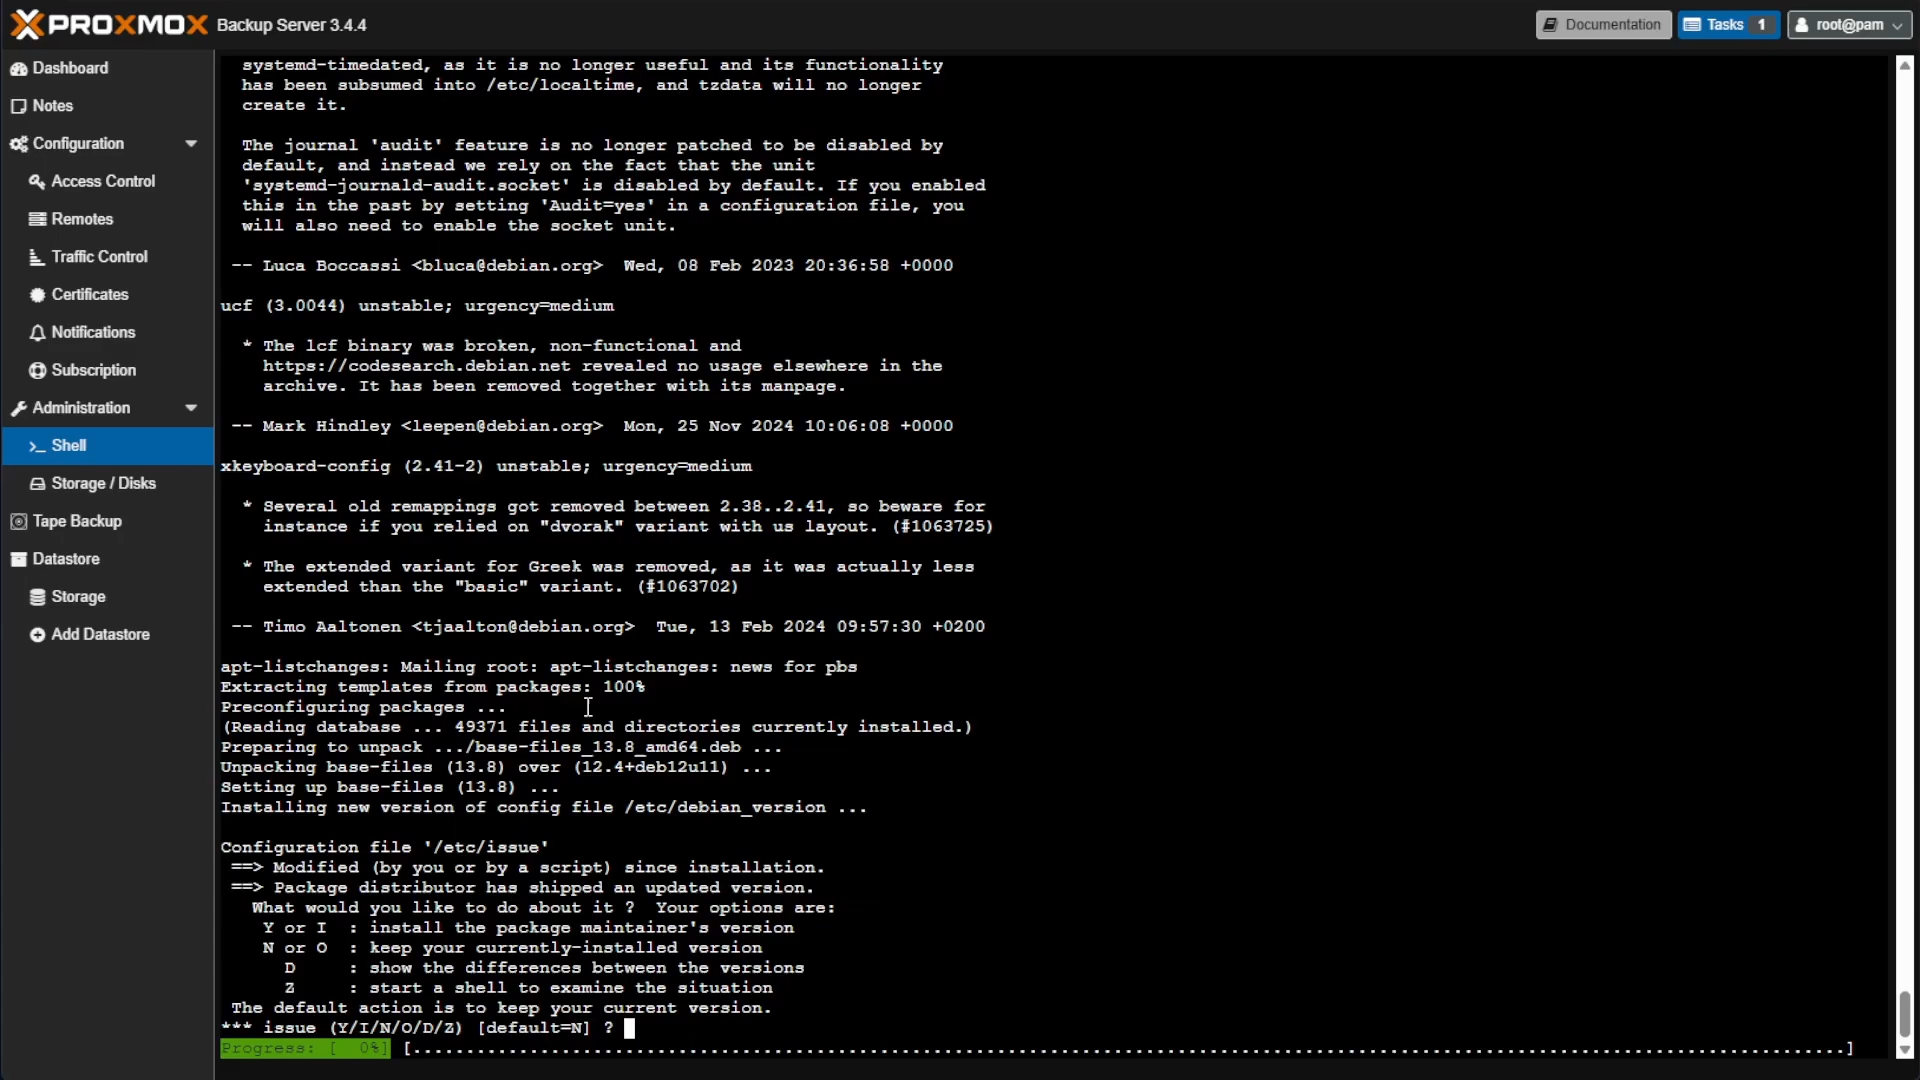 PROXMOX Backup Server 3.4.4
Documentation
Tasks 1
root@pam
Dashboard
Notes
Configuration
Access Control
Remotes
Traffic Control
Certificates
Notifications
Subscription
Administration
>_ Shell
Storage / Disks
Tape Backup
Datastore
Storage
Add Datastore
systemd-timedated, as it is no longer useful and its functionality
has been subsumed into /etc/localtime, and tzdata will no longer
create it.
The journal 'audit' feature is no longer patched to be disabled by
default, and instead we rely on the fact that the unit
'systemd-journald-audit.socket' is disabled by default. If you enabled
this in the past by setting 'Audit=yes' in a configuration file, you
will also need to enable the socket unit.
-- Luca Boccassi <bluca@debian.org>  Wed, 08 Feb 2023 20:36:58 +0000
ucf (3.0044) unstable; urgency=medium
* The lcf binary was broken, non-functional and
https://codesearch.debian.net revealed no usage elsewhere in the
archive. It has been removed together with its manpage.
-- Mark Hindley <leepen@debian.org>  Mon, 25 Nov 2024 10:06:08 +0000
xkeyboard-config (2.41-2) unstable; urgency=medium
* Several old remappings got removed between 2.38..2.41, so beware for
instance if you relied on "dvorak" variant with us layout. (#1063725)
* The extended variant for Greek was removed, as it was actually less
extended than the "basic" variant. (#1063702)
-- Timo Aaltonen <tjaalton@debian.org>  Tue, 13 Feb 2024 09:57:30 +0200
apt-listchanges: Mailing root: apt-listchanges: news for pbs
Extracting templates from packages: 100%
Preconfiguring packages ...
(Reading database ... 49371 files and directories currently installed.)
Preparing to unpack .../base-files_13.8_amd64.deb ...
Unpacking base-files (13.8) over (12.4+deb12u11) ...
Setting up base-files (13.8) ...
Installing new version of config file /etc/debian_version ...
Configuration file '/etc/issue'
==> Modified (by you or by a script) since installation.
==> Package distributor has shipped an updated version.
What would you like to do about it ?  Your options are:
Y or I  : install the package maintainer's version
N or O  : keep your currently-installed version
D     : show the differences between the versions
Z     : start a shell to examine the situation
The default action is to keep your current version.
*** issue (Y/I/N/O/D/Z) [default=N] ?
Progress: [  0%] [......................................................................................................................................]